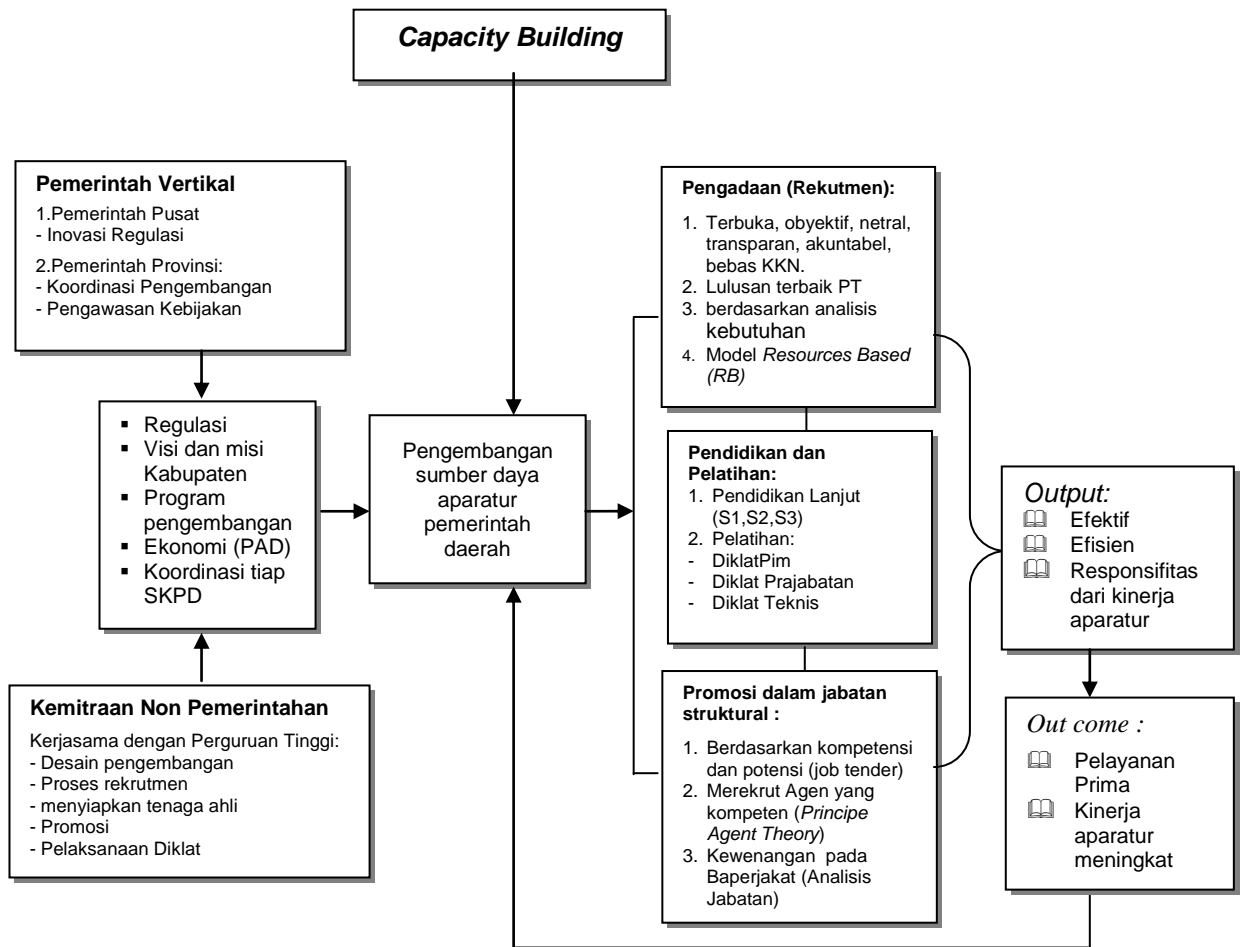 Capacity Building
Pemerintah Vertikal
1.Pemerintah Pusat
- Inovasi Regulasi
2.Pemerintah Provinsi:
- Koordinasi Pengembangan
- Pengawasan Kebijakan
▪ Regulasi
▪ Visi dan misi
Kabupaten
▪ Program
pengembangan
▪ Ekonomi (PAD)
▪ Koordinasi tiap
SKPD
Kemitraan Non Pemerintahan
Kerjasama dengan Perguruan Tinggi:
- Desain pengembangan
- Proses rekrutmen
- menyiapkan tenaga ahli
- Promosi
- Pelaksanaan Diklat
Pengembangan
sumber daya
aparatur
pemerintah
daerah
Pengadaan (Rekutmen):
1. Terbuka, obyektif, netral,
transparan, akuntabel,
bebas KKN.
2. Lulusan terbaik PT
3. berdasarkan analisis
kebutuhan
4. Model Resources Based
(RB)
Pendidikan dan
Pelatihan:
1. Pendidikan Lanjut
(S1,S2,S3)
2. Pelatihan:
- DiklatPim
- Diklat Prajabatan
- Diklat Teknis
Promosi dalam jabatan
struktural :
1. Berdasarkan kompetensi
dan potensi (job tender)
2. Merekrut Agen yang
kompeten (Principe
Agent Theory)
3. Kewenangan pada
Baperjakat (Analisis
Jabatan)
Output:
Efektif
Efisien
Responsifitas
dari kinerja
aparatur
Out come :
Pelayanan
Prima
Kinerja
aparatur
meningkat